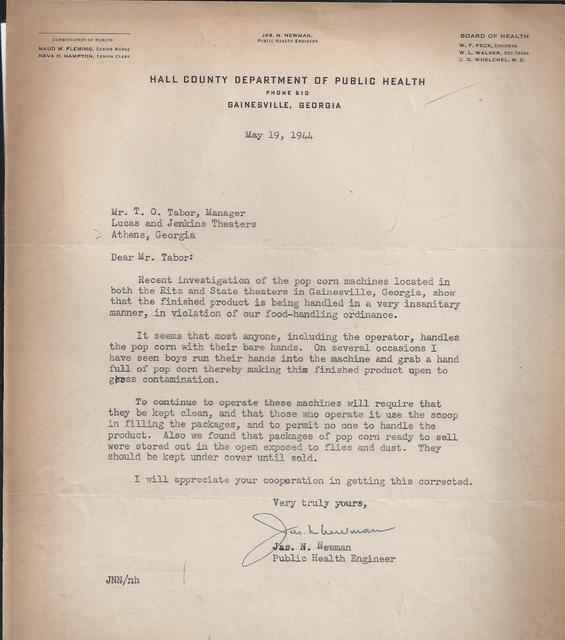 Commissioner of Health
Maud W. Fleming, Senior Nurse
Neva D. Hampton, Senior Clerk
Jas. N. Newman,
Public Health Engineer
BOARD OF HEALTH
W. F. Peck, Chairman
W. L. Walker, Sec.-Treas
C. D. Whelchel, M. D.
HALL COUNTY DEPARTMENT OF PUBLIC HEALTH
PHONE 610
GAINESVILLE, GEORGIA
May 19, 1944
Mr. T. O. Tabor, Manager
Lucas and Jenkins Theaters
Athens, Georgia
Dear Mr. Tabor:
Recent investigation of the pop corn machines located in
both the Ritz and State theaters in Gainesville, Georgia, show
that the finished product is being handled in a very insanitary
manner, in violation of our food-handling ordinance.
It seems that most anyone, including the operator, handles
the pop corn with their bare hands. On several occasions I
have seen boys run their hands into the machine and grab a hand
full of pop corn thereby making this finished product open to
gross contamination.
To continue to operate these machines will require that
they be kept clean, and that those who operate it use the scoop
in filling the packages, and to permit no one to handle the
product. Also we found that packages of pop corn ready to sell
were stored out in the open exposed to flies and dust. They
should be kept under cover until sold.
I will appreciate your cooperation in getting this corrected.
Very truly yours,
Jas. N. Newman
Jas. N. Newman
Public Health Engineer
JNN/nh